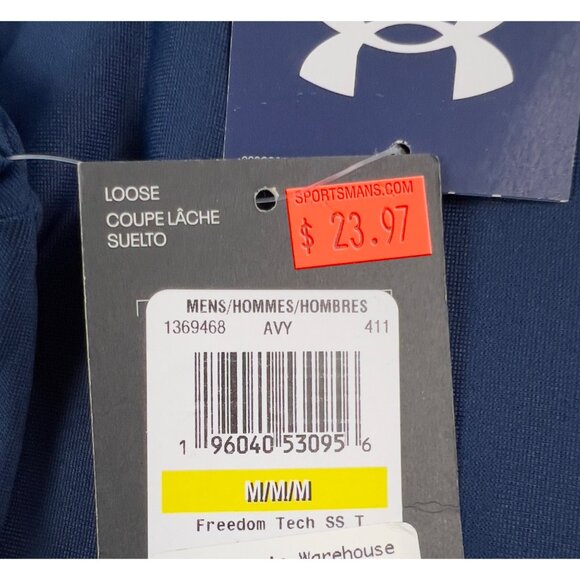 LOOSE
COUPE LÂCHE
SUELTO
SPORTSMANS.COM
$ 23.97
MENS/HOMMES/HOMBRES
1369468 AVY 411
1 96040 53095 6
M/M/M
Freedom Tech SS T
Warehouse